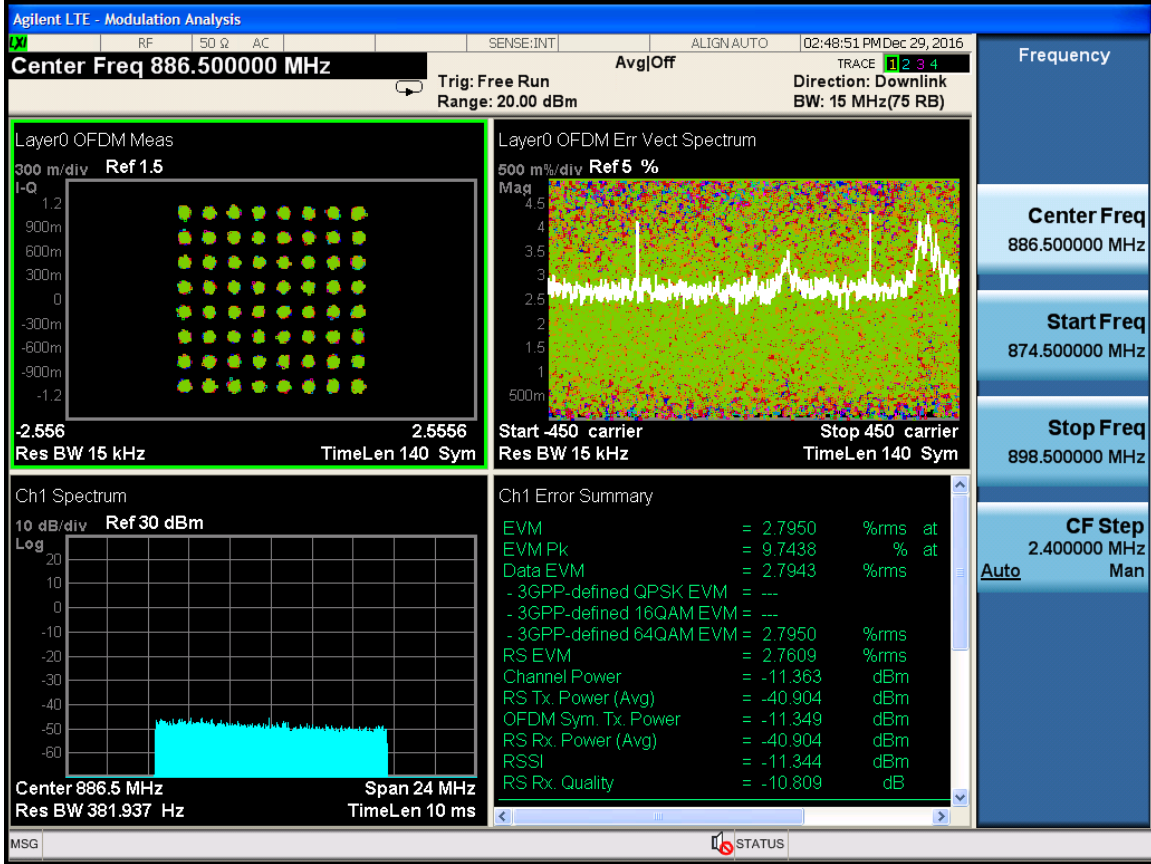 Agilent LTE - Modulation Analysis
LXI RF 50 Ω AC SENSE:INT ALIGN AUTO 02:48:51 PM Dec 29, 2016
Center Freq 886.500000 MHz Avg|Off TRACE 1 2 3 4
Trig: Free Run Direction: Downlink
Range: 20.00 dBm BW: 15 MHz(75 RB)
Frequency
Center Freq
886.500000 MHz
Start Freq
874.500000 MHz
Stop Freq
898.500000 MHz
CF Step
2.400000 MHz
Auto Man
Layer0 OFDM Meas
300 m/div Ref 1.5
I-Q
1.2
900m
600m
300m
0
-300m
-600m
-900m
-1.2
-2.556 2.5556
Res BW 15 kHz TimeLen 140 Sym
Layer0 OFDM Err Vect Spectrum
500 m%/div Ref 5 %
Mag
4.5
4
3.5
3
2.5
2
1.5
1
500m
Start -450 carrier Stop 450 carrier
Res BW 15 kHz TimeLen 140 Sym
Ch1 Spectrum
10 dB/div Ref 30 dBm
Log
20
10
0
-10
-20
-30
-40
-50
-60
Center 886.5 MHz Span 24 MHz
Res BW 381.937 Hz TimeLen 10 ms
Ch1 Error Summary
EVM = 2.7950 %rms at
EVM Pk = 9.7438 % at
Data EVM = 2.7943 %rms
- 3GPP-defined QPSK EVM = ---
- 3GPP-defined 16QAM EVM = ---
- 3GPP-defined 64QAM EVM = 2.7950 %rms
RS EVM = 2.7609 %rms
Channel Power = -11.363 dBm
RS Tx. Power (Avg) = -40.904 dBm
OFDM Sym. Tx. Power = -11.349 dBm
RS Rx. Power (Avg) = -40.904 dBm
RSSI = -11.344 dBm
RS Rx. Quality = -10.809 dB
MSG STATUS